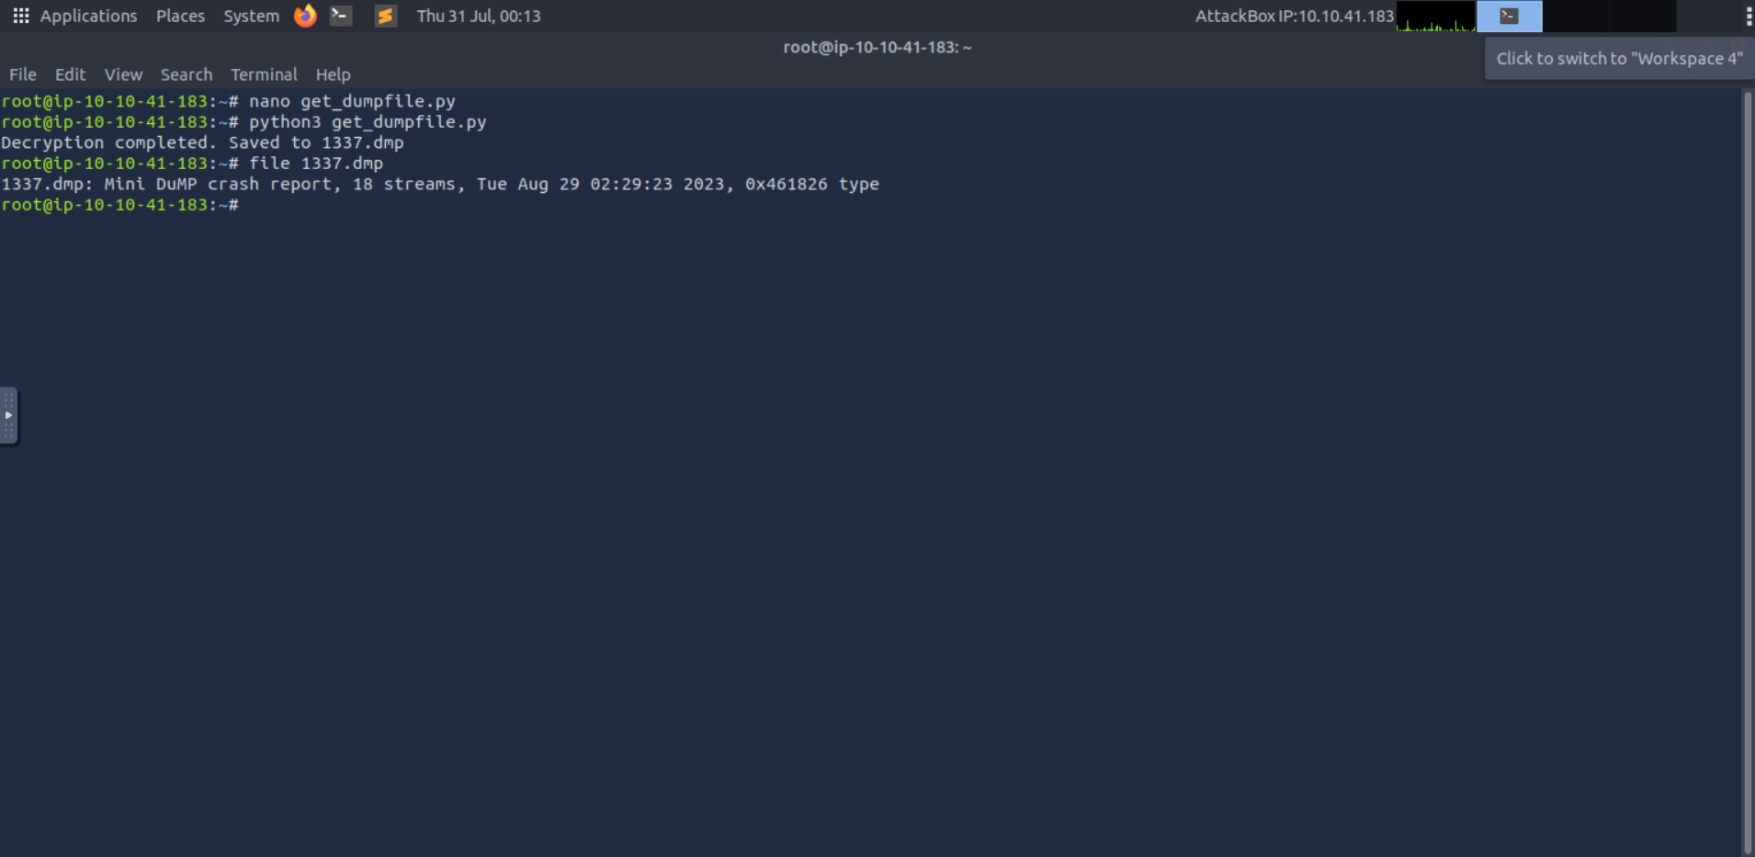 Applications Places System Thu 31 Jul, 00:13 AttackBox IP:10.10.41.183
root@ip-10-10-41-183: ~
Click to switch to "Workspace 4"
File Edit View Search Terminal Help
root@ip-10-10-41-183:~# nano get_dumpfile.py
root@ip-10-10-41-183:~# python3 get_dumpfile.py
Decryption completed. Saved to 1337.dmp
root@ip-10-10-41-183:~# file 1337.dmp
1337.dmp: Mini DuMP crash report, 18 streams, Tue Aug 29 02:29:23 2023, 0x461826 type
root@ip-10-10-41-183:~#